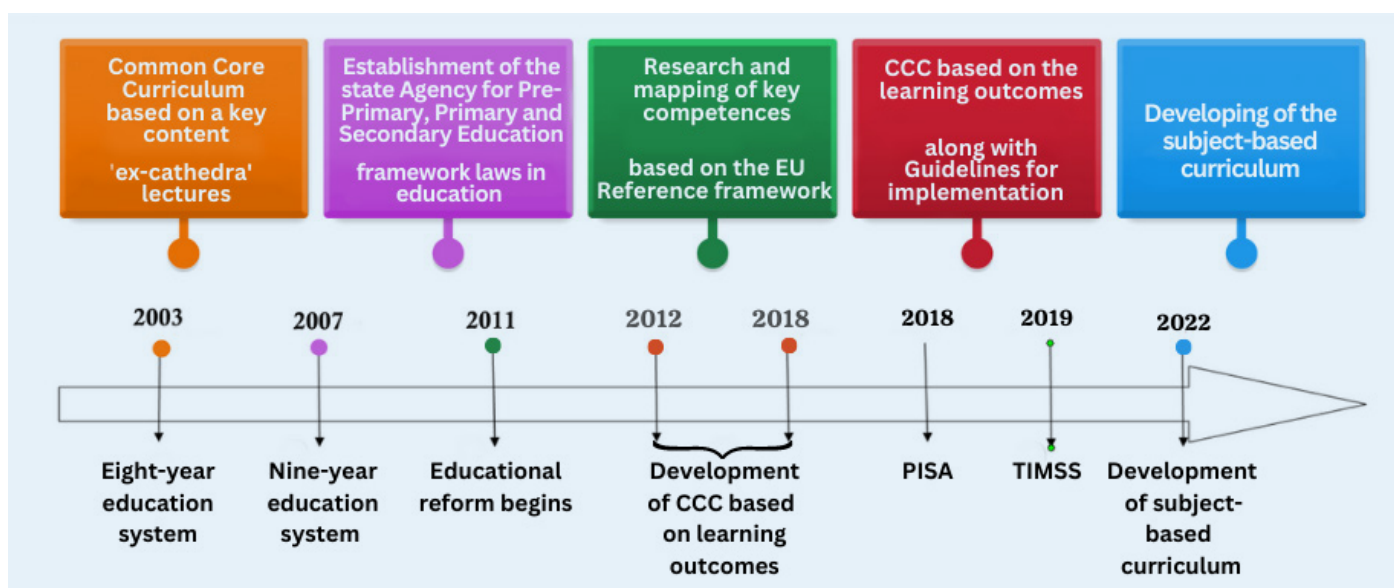 Common Core
Curriculum
based on a key
content
'ex-cathedra'
lectures
Establishment of the
state Agency for Pre-
Primary, Primary and
Secondary Education
framework laws in
education
Research and
mapping of key
competences
based on the EU
Reference framework
CCC based on the
learning outcomes
along with
Guidelines for
implementation
Developing of the
subject-based
curriculum
2003
2007
2011
2012
2018
2018
2019
2022
Eight-year
education
system
Nine-year
education
system
Educational
reform begins
Development
of CCC based
on learning
outcomes
PISA
TIMSS
Development
of subject-
based
curriculum